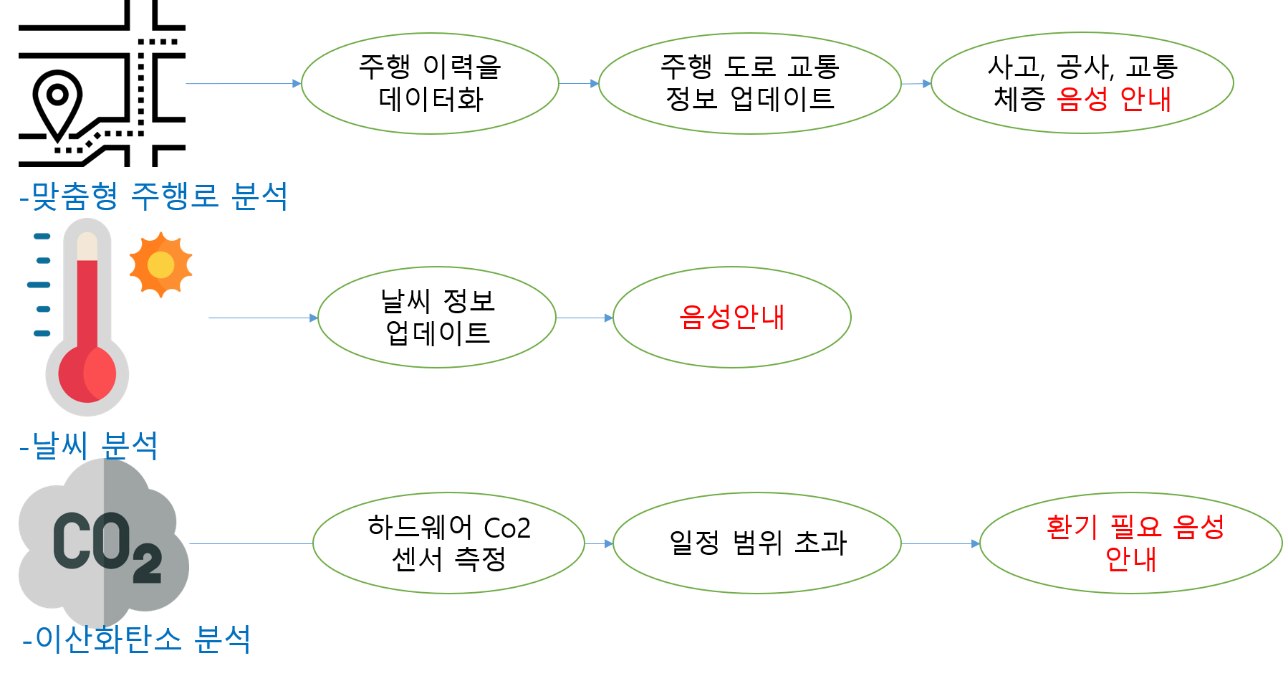 주행 이력을
데이터화
주행 도로 교통
정보 업데이트
사고, 공사, 교통
체증 음성 안내
-맞춤형 주행로 분석
날씨 정보
업데이트
음성안내
-날씨 분석
CO2
하드웨어 Co2
센서 측정
일정 범위 초과
환기 필요 음성
안내
-이산화탄소 분석